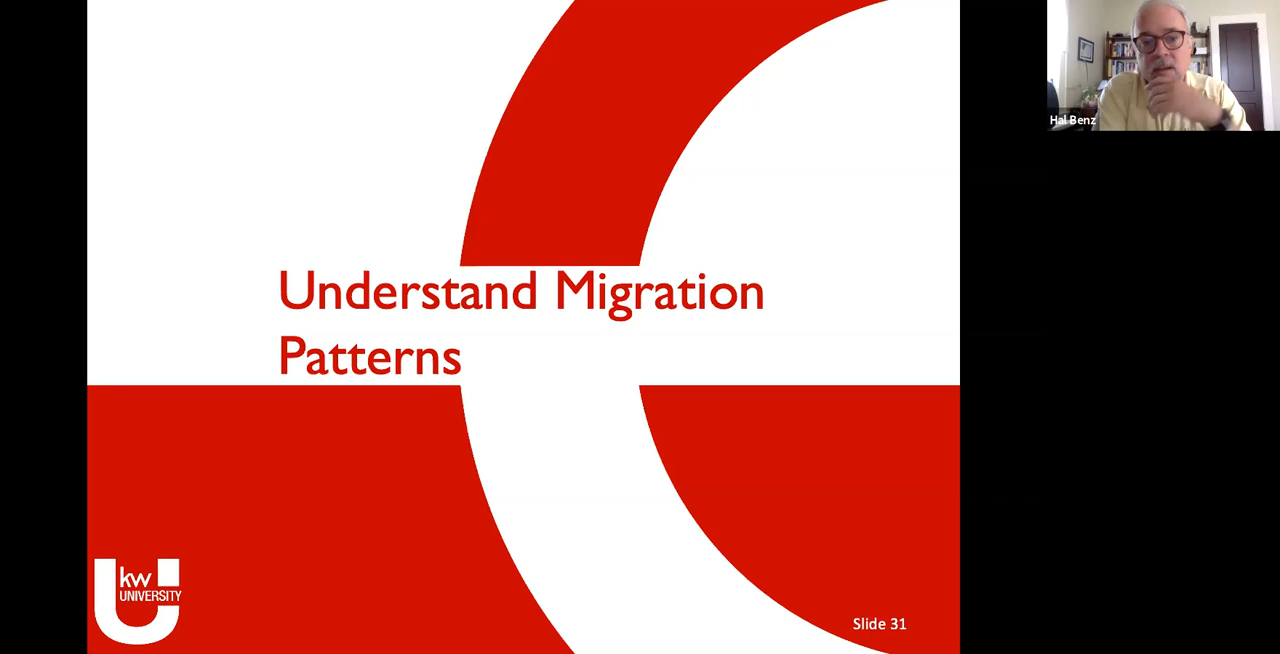 Understand Migration
Patterns
kw
UNIVERSITY
Slide 31
Hal Benz